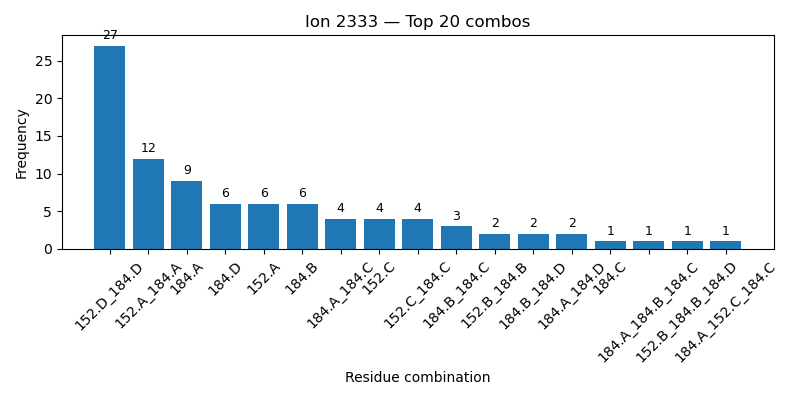 Ion 2333 — Top 20 combos
Frequency
25
20
15
10
5
0
27
12
9
6
6
6
4
4
4
3
2
2
2
1
1
1
1
152.D_184.D
152.A_184.A
184.A
184.D
152.A
184.B
184.A_184.C
152.C
152.C_184.C
184.B_184.C
152.B_184.B
184.B_184.D
184.A_184.D
184.C
184.A_184.B_184.C
152.B_184.B_184.D
184.A_152.C_184.C
Residue combination